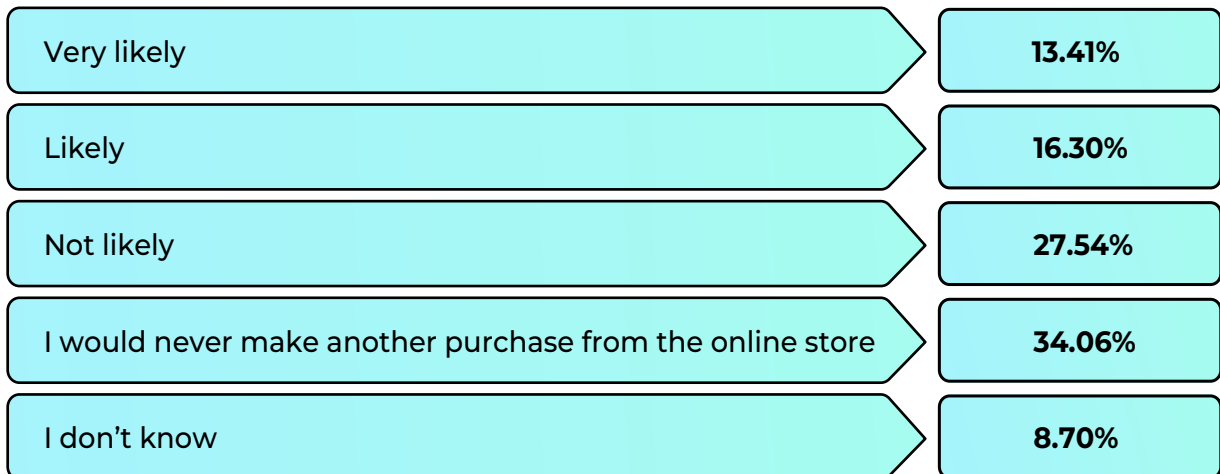 Very likely 13.41%
Likely 16.30%
Not likely 27.54%
I would never make another purchase from the online store 34.06%
I don’t know 8.70%